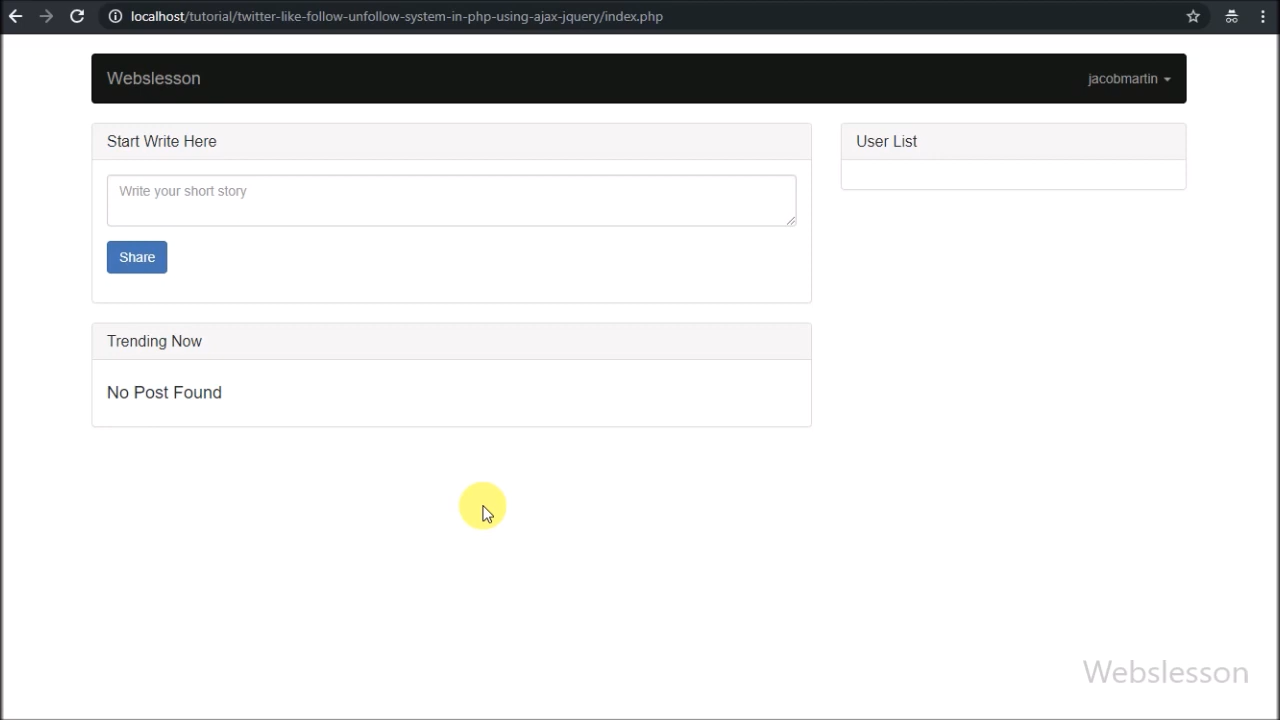 localhost/tutorial/twitter-like-follow-unfollow-system-in-php-using-ajax-jquery/index.php
Webslesson
jacobmartin
Start Write Here
Write your short story
Share
User List
Trending Now
No Post Found
Webslesson